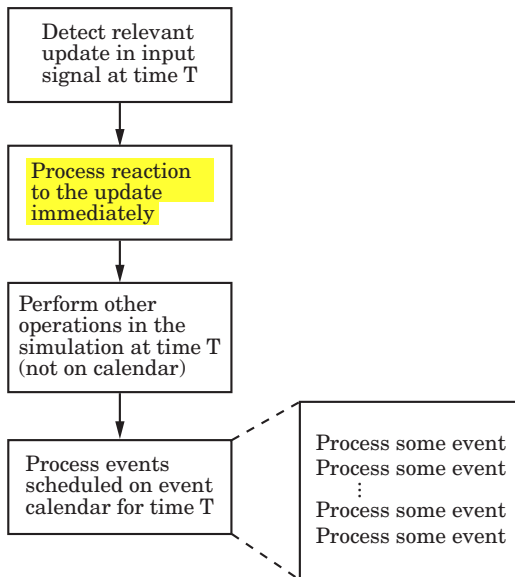 Detect relevant
update in input
signal at time T
Process reaction
to the update
immediately
Perform other
operations in the
simulation at time T
(not on calendar)
Process events
scheduled on event
calendar for time T
Process some event
Process some event
⋮
Process some event
Process some event